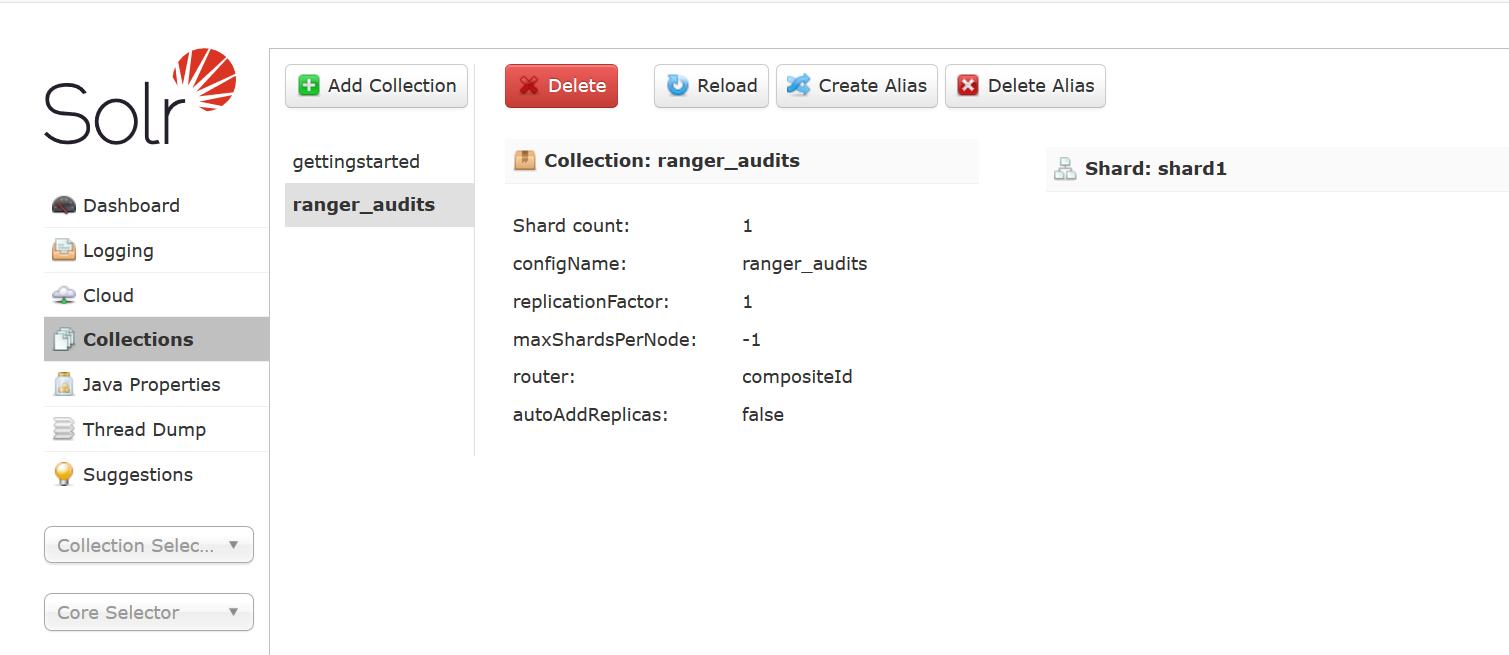 Solr
Dashboard
Logging
Cloud
Collections
Java Properties
Thread Dump
Suggestions
Collection Selec...
Core Selector
Add Collection
gettingstarted
ranger_audits
Delete
Reload
Create Alias
Delete Alias
Collection: ranger_audits
Shard count: 1
configName: ranger_audits
replicationFactor: 1
maxShardsPerNode: -1
router: compositeId
autoAddReplicas: false
Shard: shard1